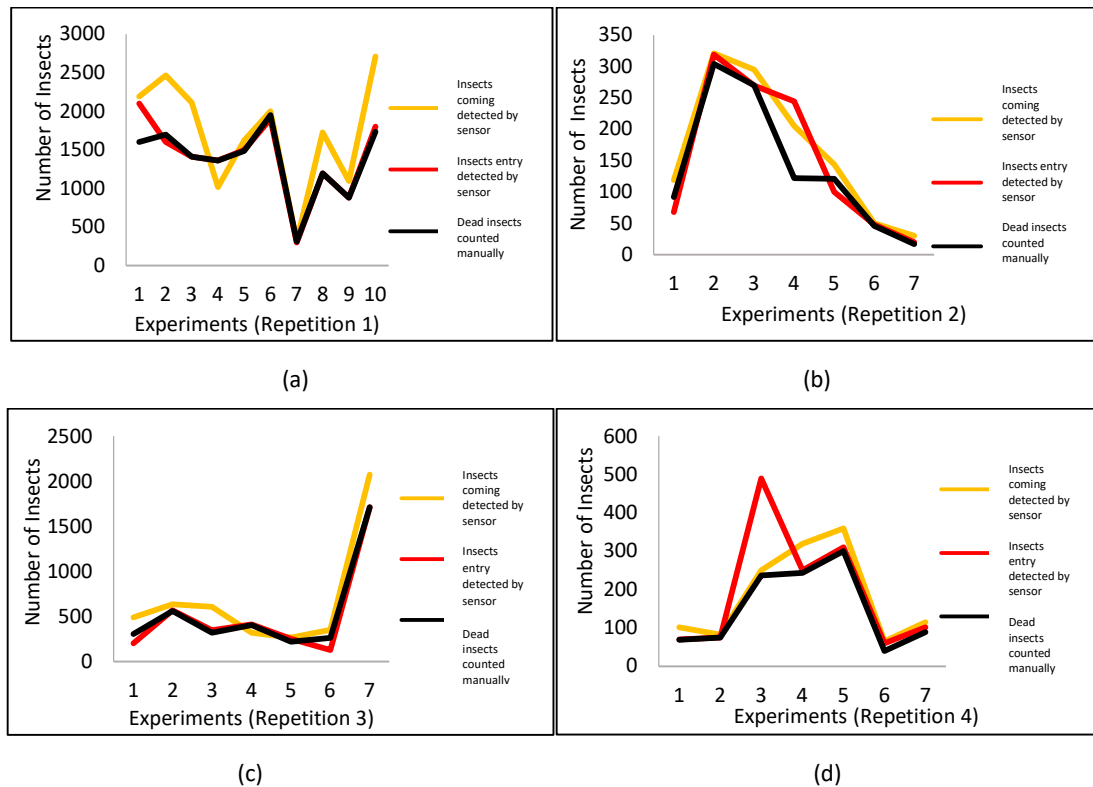 Number of Insects
3000
2500
2000
1500
1000
500
0
1 2 3 4 5 6 7 8 9 10
Experiments (Repetition 1)
Insects
coming
detected by
sensor
Insects entry
detected by
sensor
Dead insects
counted
manually
(a)
Number of Insects
350
300
250
200
150
100
50
0
1 2 3 4 5 6 7
Experiments (Repetition 2)
Insects
coming
detected by
sensor
Insects entry
detected by
sensor
Dead insects
counted
manually
(b)
Number of Insects
2500
2000
1500
1000
500
0
1 2 3 4 5 6 7
Experiments (Repetition 3)
Insects
coming
detected by
sensor
Insects
entry
detected by
sensor
Dead
insects
counted
manually
(c)
Number of Insects
600
500
400
300
200
100
0
1 2 3 4 5 6 7
Experiments (Repetition 4)
Insects
coming
detected by
sensor
Insects
entry
detected by
sensor
Dead
insects
counted
manually
(d)